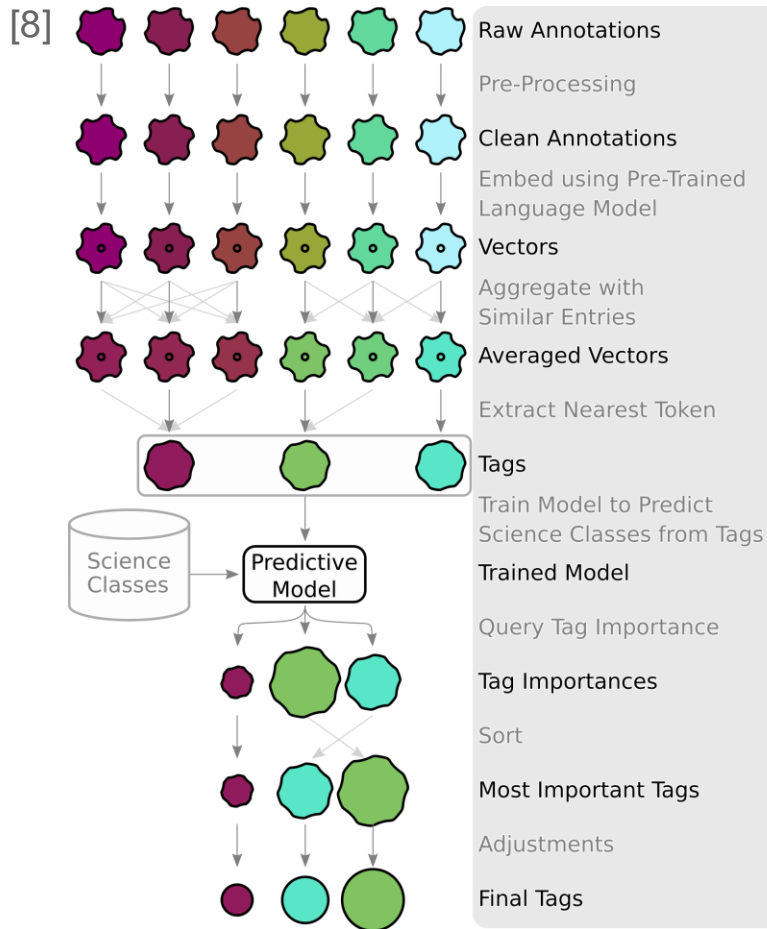 [8]
Raw Annotations
Pre-Processing
Clean Annotations
Embed using Pre-Trained
Language Model
Vectors
Aggregate with
Similar Entries
Averaged Vectors
Extract Nearest Token
Tags
Train Model to Predict
Science Classes from Tags
Science
Classes
Predictive
Model
Trained Model
Query Tag Importance
Tag Importances
Sort
Most Important Tags
Adjustments
Final Tags